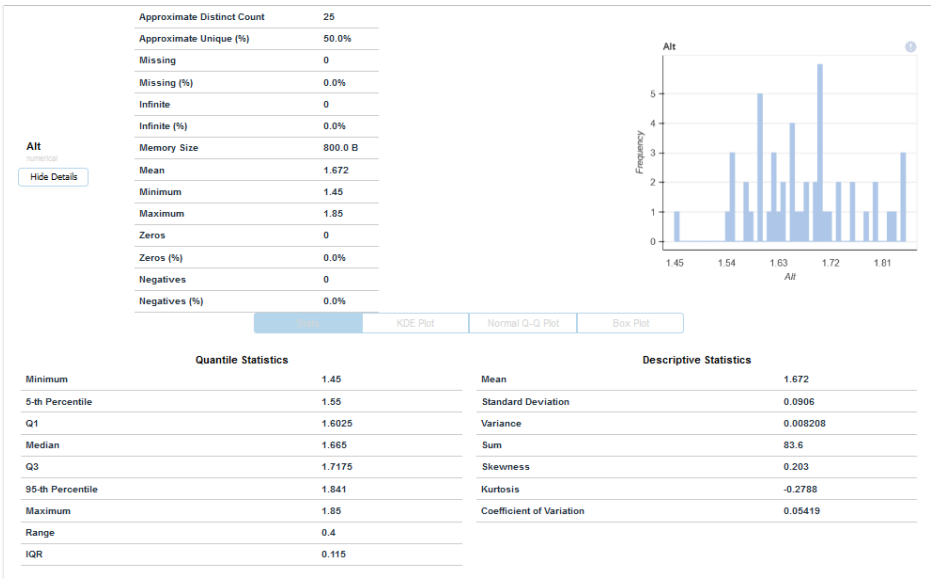 Approximate Distinct Count 25
Approximate Unique (%) 50.0%
Missing 0
Missing (%) 0.0%
Infinite 0
Infinite (%) 0.0%
Alt
numerical
Hide Details
Memory Size 800.0 B
Mean 1.672
Minimum 1.45
Maximum 1.85
Zeros 0
Zeros (%) 0.0%
Negatives 0
Negatives (%) 0.0%
Alt
!
Frequency
5
4
3
2
1
0
1.45 1.54 1.63 1.72 1.81
Alt
Stats KDE Plot Normal Q-Q Plot Box Plot
Quantile Statistics
Minimum 1.45
5-th Percentile 1.55
Q1 1.6025
Median 1.665
Q3 1.7175
95-th Percentile 1.841
Maximum 1.85
Range 0.4
IQR 0.115
Descriptive Statistics
Mean 1.672
Standard Deviation 0.0906
Variance 0.008208
Sum 83.6
Skewness 0.203
Kurtosis -0.2788
Coefficient of Variation 0.05419